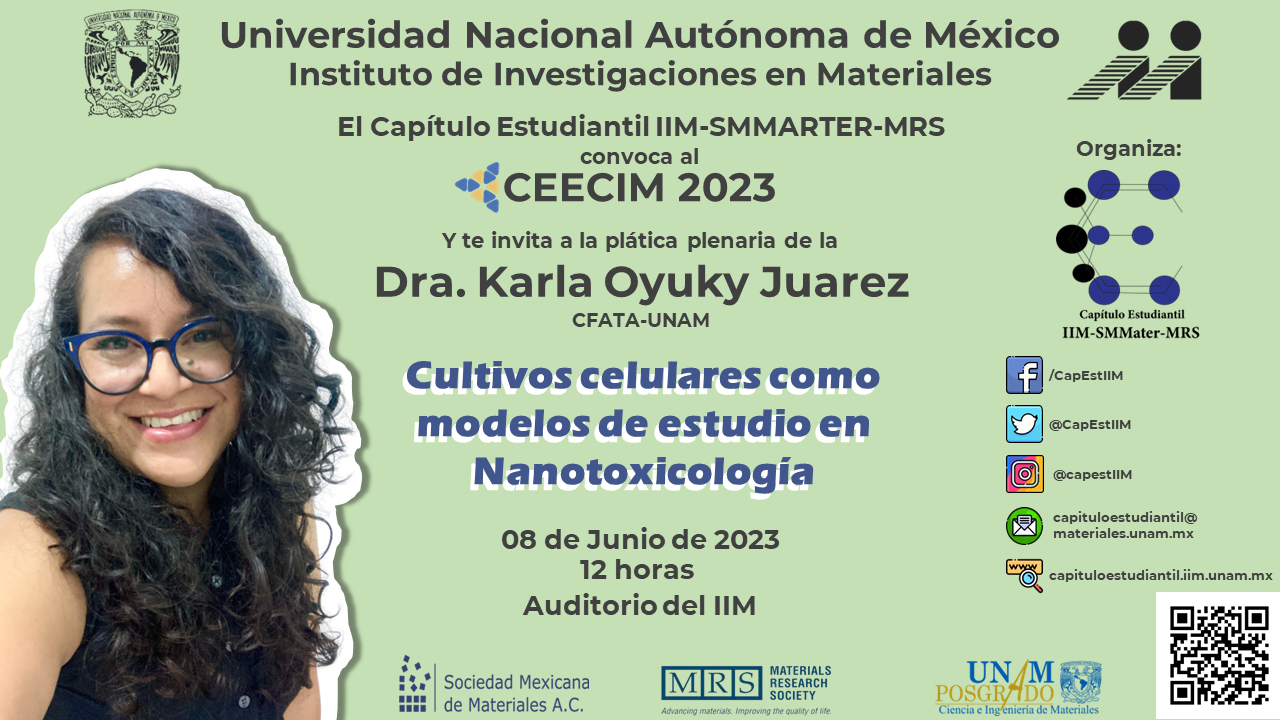 Universidad Nacional Autónoma de México
Instituto de Investigaciones en Materiales
El Capítulo Estudiantil IIM-SMMARTER-MRS
convoca al
CEECIM 2023
Y te invita a la plática plenaria de la
Dra. Karla Oyuky Juarez
CFATA-UNAM
Cultivos celulares como
modelos de estudio en
Nanotoxicología
08 de Junio de 2023
12 horas
Auditorio del IIM
Organiza:
Capítulo Estudiantil
IIM-SMMater-MRS
/CapEstIIM
@CapEstIIM
@capestIIM
capituloestudiantil@
materiales.unam.mx
www
capituloestudiantil.iim.unam.mx
Sociedad Mexicana
de Materiales A.C.
MRS
MATERIALS
RESEARCH
SOCIETY
Advancing materials. Improving the quality of life.
UNAM
POSGRADO
Ciencia e Ingeniería de Materiales